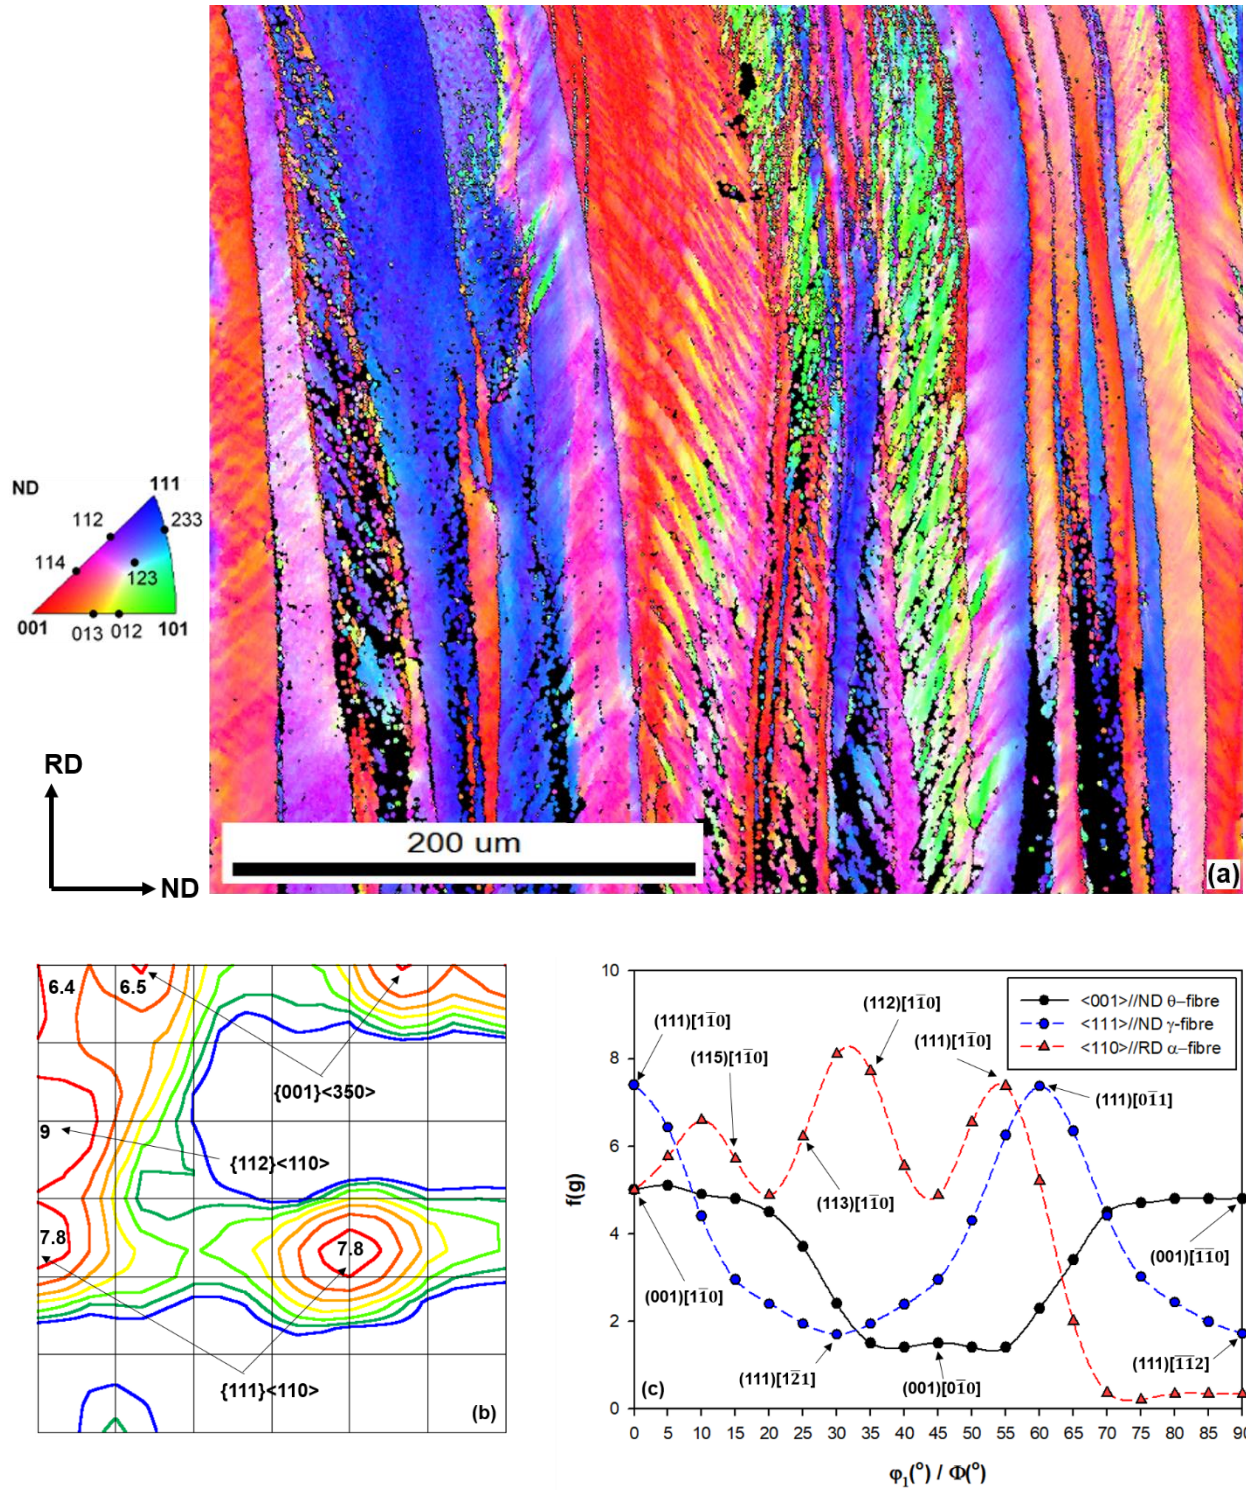 ND
111
112
233
114
123
001
013
012
101
RD
ND
200 um
(a)
6.4
6.5
{001}<350>
9
{112}<110>
7.8
7.8
{111}<110>
(b)
10
8
6
4
2
0
f(g)
<001>//ND θ-fibre
<111>//ND γ-fibre
<110>//RD α-fibre
(111)[11̅0]
(115)[11̅0]
(112)[11̅0]
(111)[11̅0]
(111)[01̅1]
(113)[11̅0]
(001)[11̅0]
(111)[12̅1]
(001)[01̅0]
(001)[1̅1̅0]
(111)[1̅1̅2]
(c)
0 5 10 15 20 25 30 35 40 45 50 55 60 65 70 75 80 85 90
φ₁(°) / Φ(°)